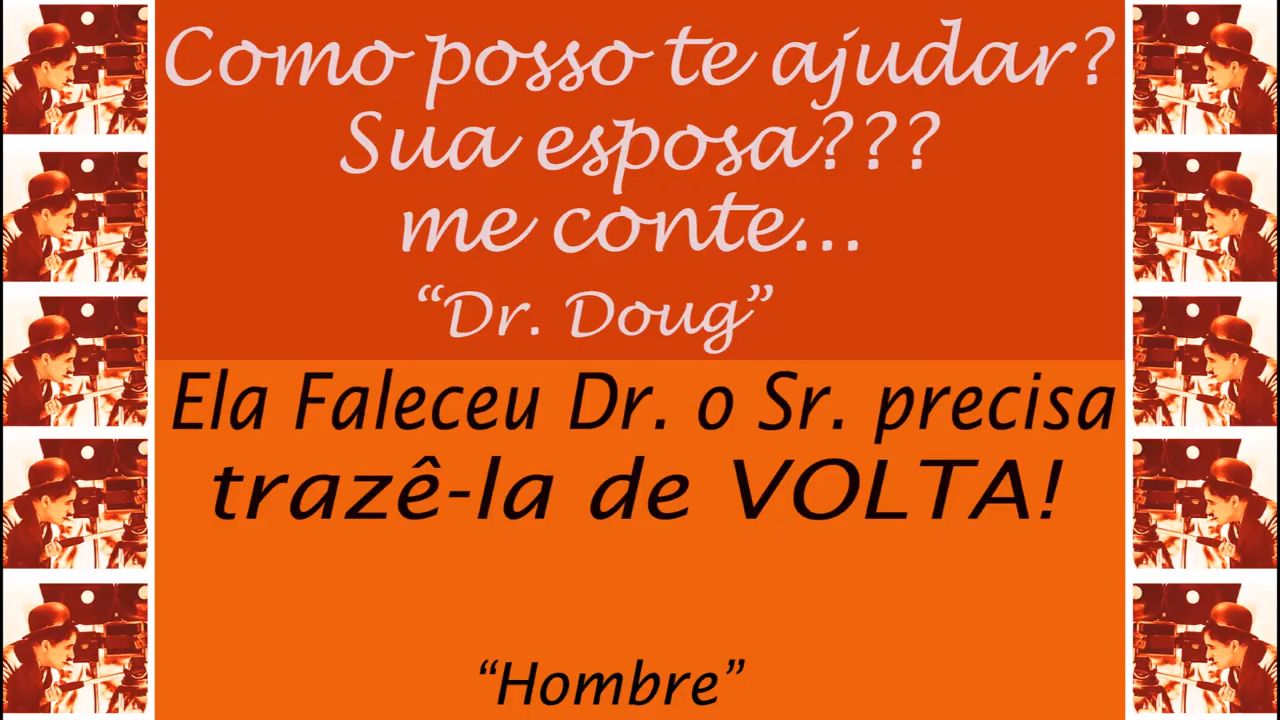 Como posso te ajudar?
Sua esposa???
me conte...
“Dr. Doug”
Ela Faleceu Dr. o Sr. precisa
trazê-la de VOLTA!
“Hombre”